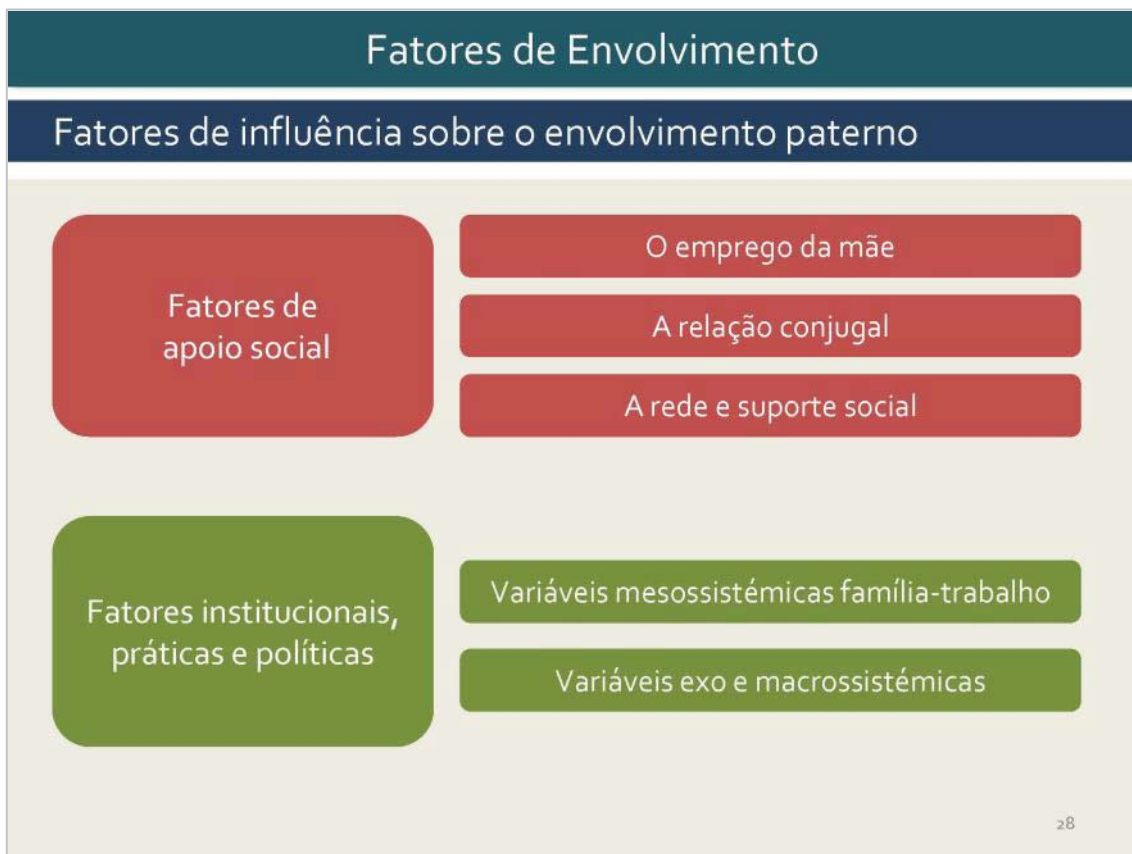 Fatores de Envolvimento
Fatores de influência sobre o envolvimento paterno
Fatores de
apoio social
O emprego da mãe
A relação conjugal
A rede e suporte social
Fatores institucionais,
práticas e políticas
Variáveis mesossistémicas família-trabalho
Variáveis exo e macrossistémicas
28